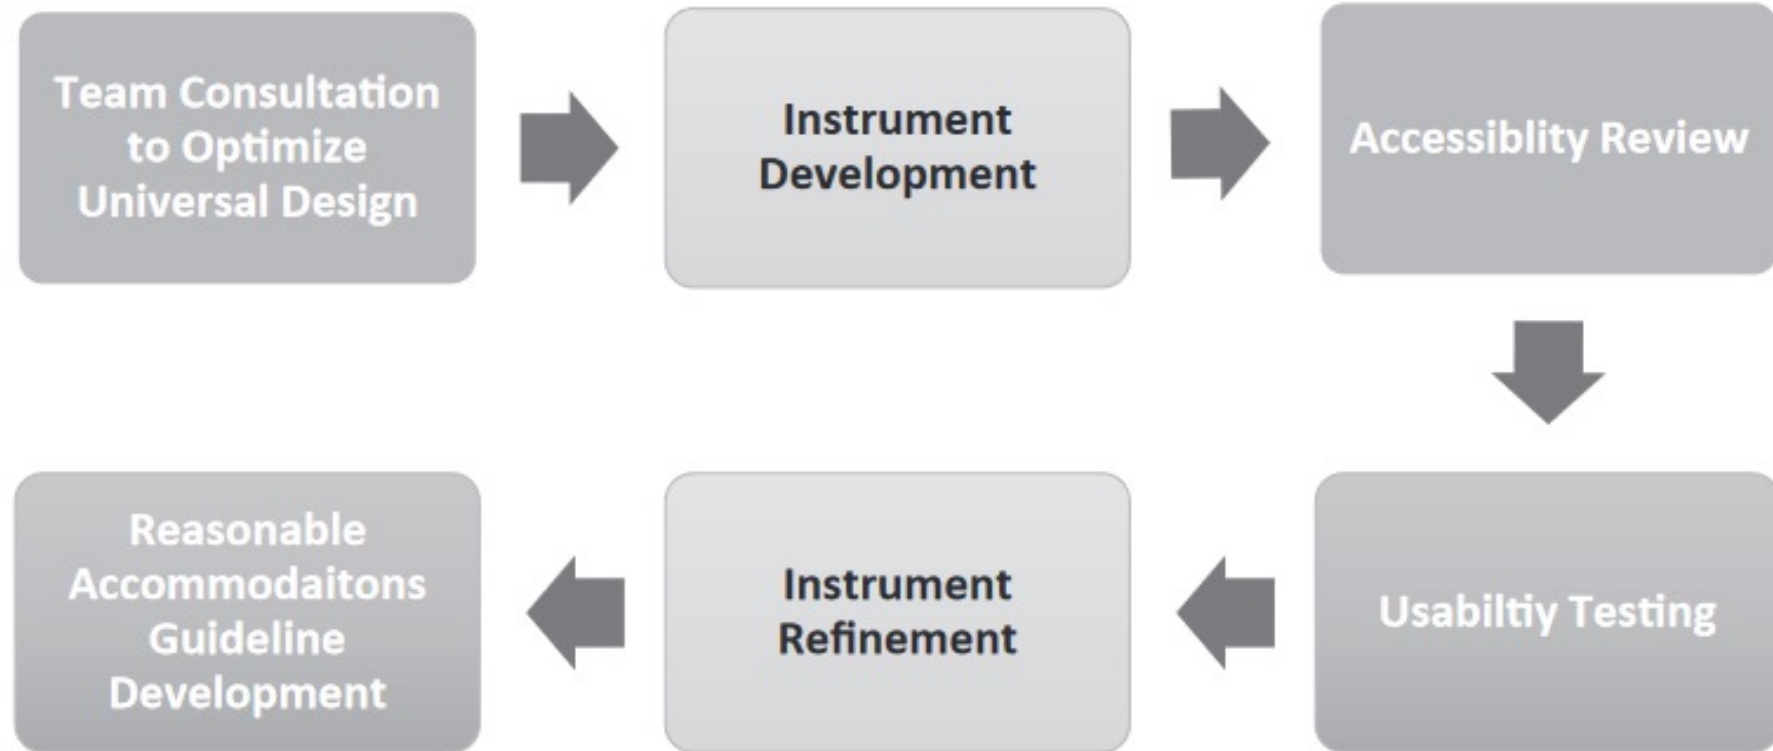 Team Consultation
to Optimize
Universal Design
Instrument
Development
Accessiblity Review
Usabiltiy Testing
Instrument
Refinement
Reasonable
Accommodaitons
Guideline
Development